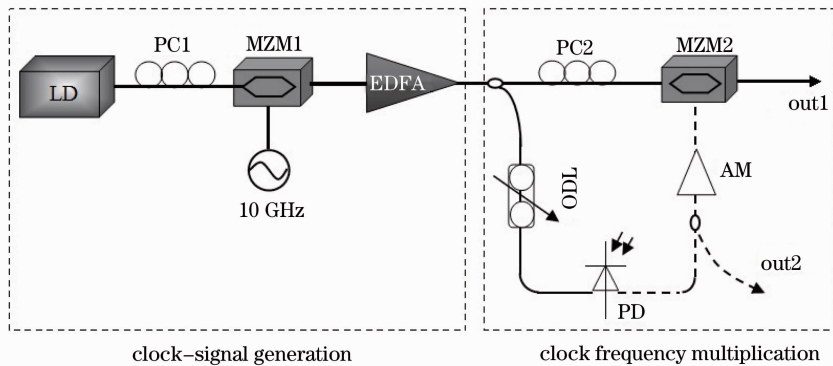 PC1
MZM1
LD
EDFA
10 GHz
clock-signal generation
PC2
MZM2
out1
ODL
AM
out2
PD
clock frequency multiplication